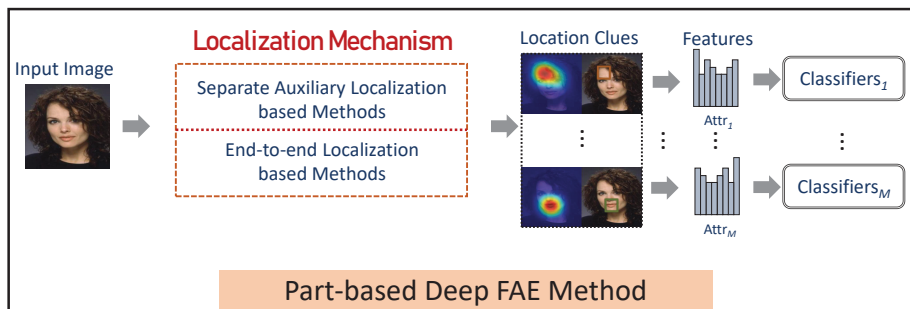 Localization Mechanism
Location Clues
Features
Input Image
Separate Auxiliary Localization
based Methods
End-to-end Localization
based Methods
Classifiers1
Attr1
ClassifiersM
AttrM
Part-based Deep FAE Method